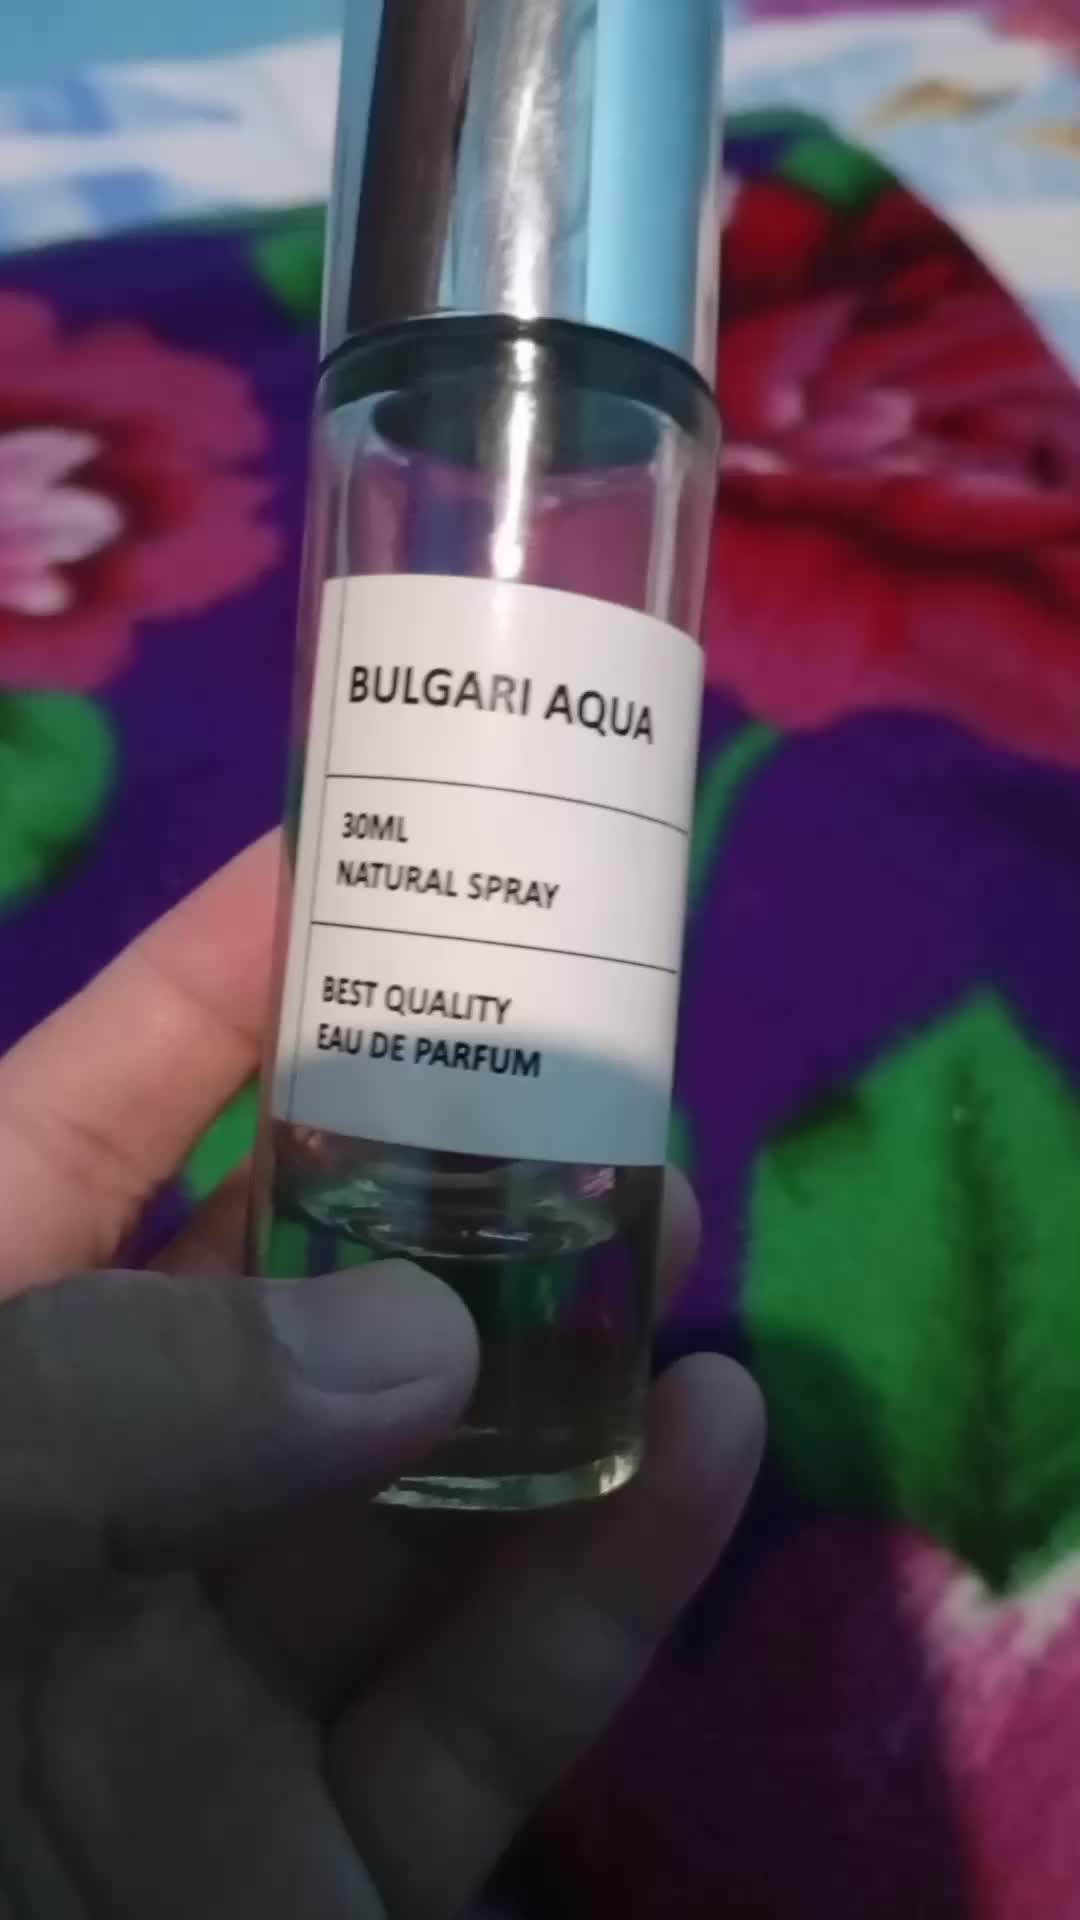 BULGARI AQUA
30ML
NATURAL SPRAY
BEST QUALITY
EAU DE PARFUM